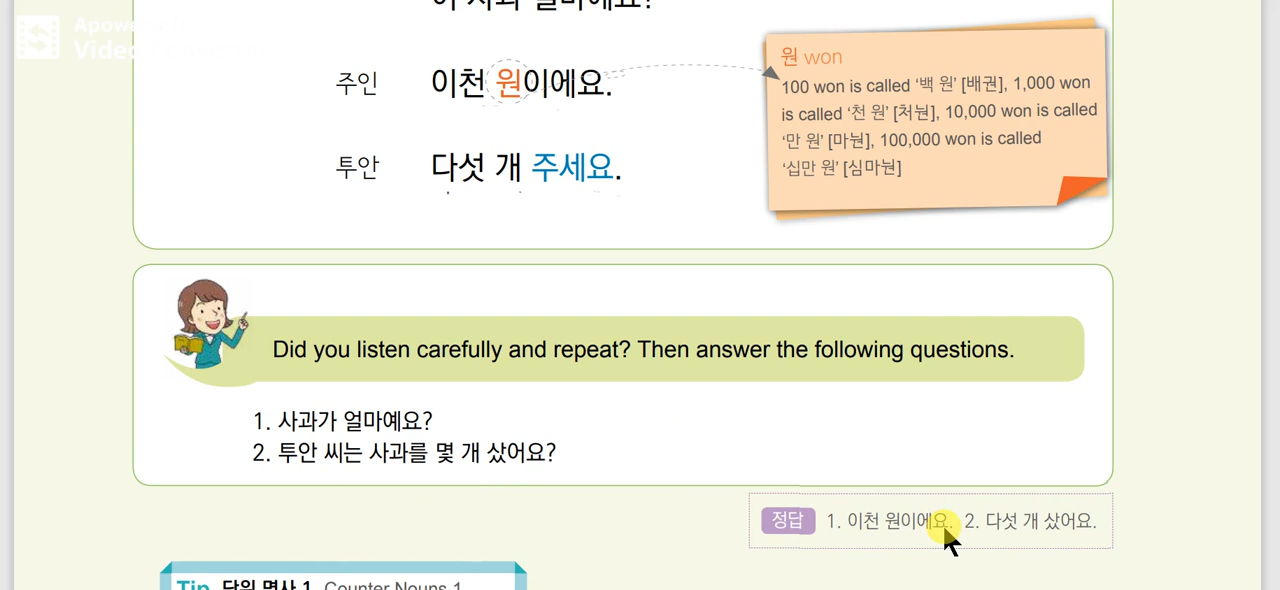 주인 이천 원이에요.
투안 다섯 개 주세요.
원 won
100 won is called ‘백 원’ [배권], 1,000 won
is called ‘천 원’ [처눤], 10,000 won is called
‘만 원’ [마눤], 100,000 won is called
‘십만 원’ [심마눤]
Did you listen carefully and repeat? Then answer the following questions.
1. 사과가 얼마예요?
2. 투안 씨는 사과를 몇 개 샀어요?
정답 1. 이천 원이에요. 2. 다섯 개 샀어요.
Tip 단위 명사 1 Counter Nouns 1